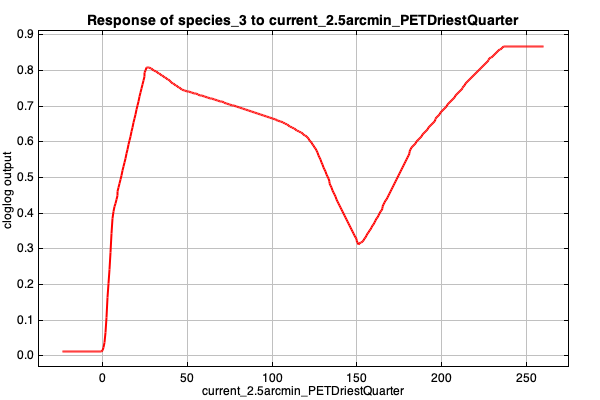 Response of species_3 to current_2.5arcmin_PETDriestQuarter
0.9
0.8
0.7
0.6
0.5
0.4
0.3
0.2
0.1
0.0
cloglog output
0 50 100 150 200 250
current_2.5arcmin_PETDriestQuarter